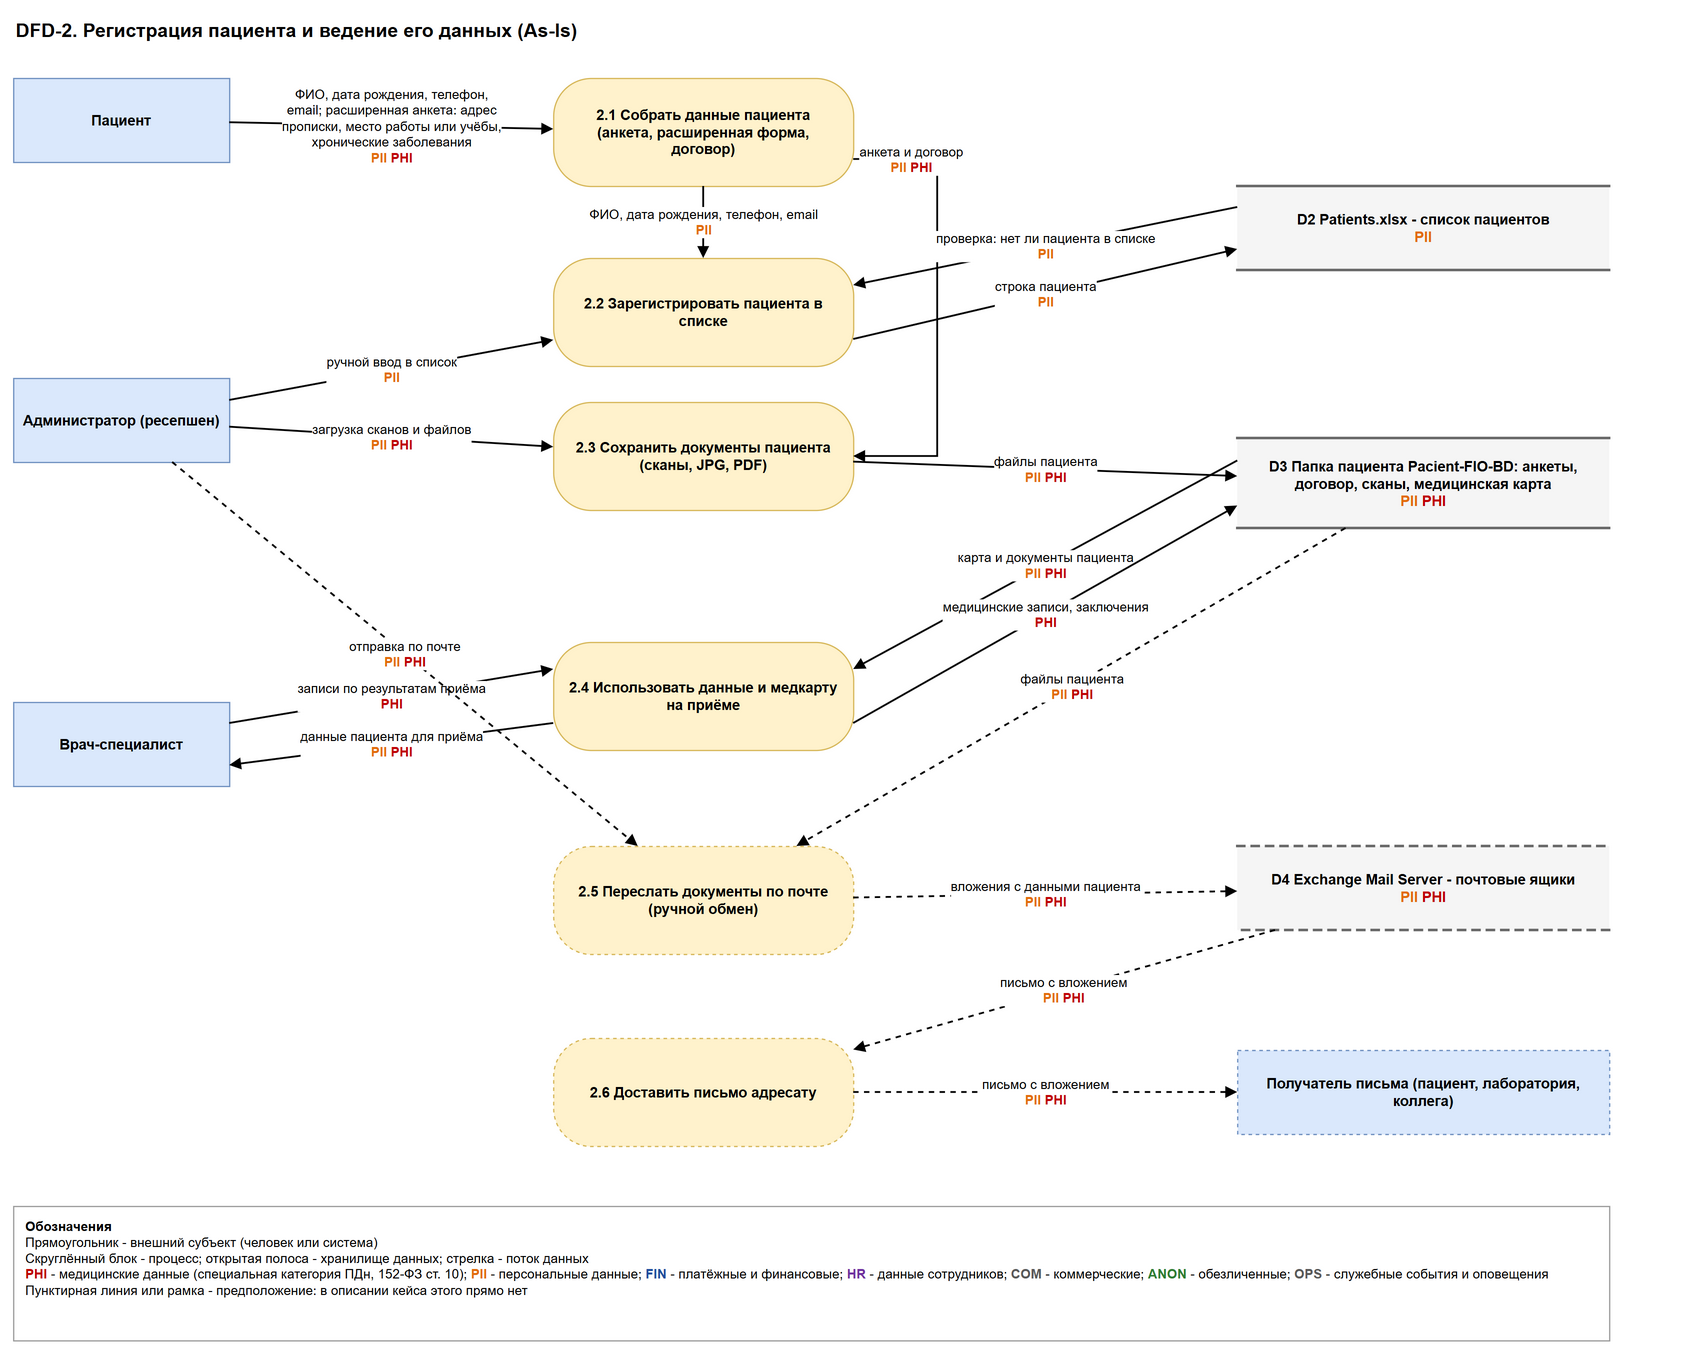 DFD-2. Регистрация пациента и ведение его данных (As-Is)
Пациент
ФИО, дата рождения, телефон,
email; расширенная анкета: адрес
прописки, место работы или учёбы,
хронические заболевания
PII PHI
2.1 Собрать данные пациента
(анкета, расширенная форма,
договор)
анкета и договор
PII PHI
ФИО, дата рождения, телефон, email
PII
D2 Patients.xlsx - список пациентов
PII
проверка: нет ли пациента в списке
PII
строка пациента
PII
2.2 Зарегистрировать пациента в
списке
ручной ввод в список
PII
Администратор (ресепшен)
загрузка сканов и файлов
PII PHI
2.3 Сохранить документы пациента
(сканы, JPG, PDF)
файлы пациента
PII PHI
D3 Папка пациента Pacient-FIO-BD: анкеты,
договор, сканы, медицинская карта
PII PHI
карта и документы пациента
PII PHI
медицинские записи, заключения
PHI
отправка по почте
PII PHI
записи по результатам приёма
PHI
2.4 Использовать данные и медкарту
на приёме
файлы пациента
PII PHI
Врач-специалист
данные пациента для приёма
PII PHI
2.5 Переслать документы по почте
(ручной обмен)
вложения с данными пациента
PII PHI
D4 Exchange Mail Server - почтовые ящики
PII PHI
письмо с вложением
PII PHI
2.6 Доставить письмо адресату
письмо с вложением
PII PHI
Получатель письма (пациент, лаборатория,
коллега)
Обозначения
Прямоугольник - внешний субъект (человек или система)
Скруглённый блок - процесс; открытая полоса - хранилище данных; стрелка - поток данных
PHI - медицинские данные (специальная категория ПДн, 152-ФЗ ст. 10); PII - персональные данные; FIN - платёжные и финансовые; HR - данные сотрудников; COM - коммерческие; ANON - обезличенные; OPS - служебные события и оповещения
Пунктирная линия или рамка - предположение: в описании кейса этого прямо нет